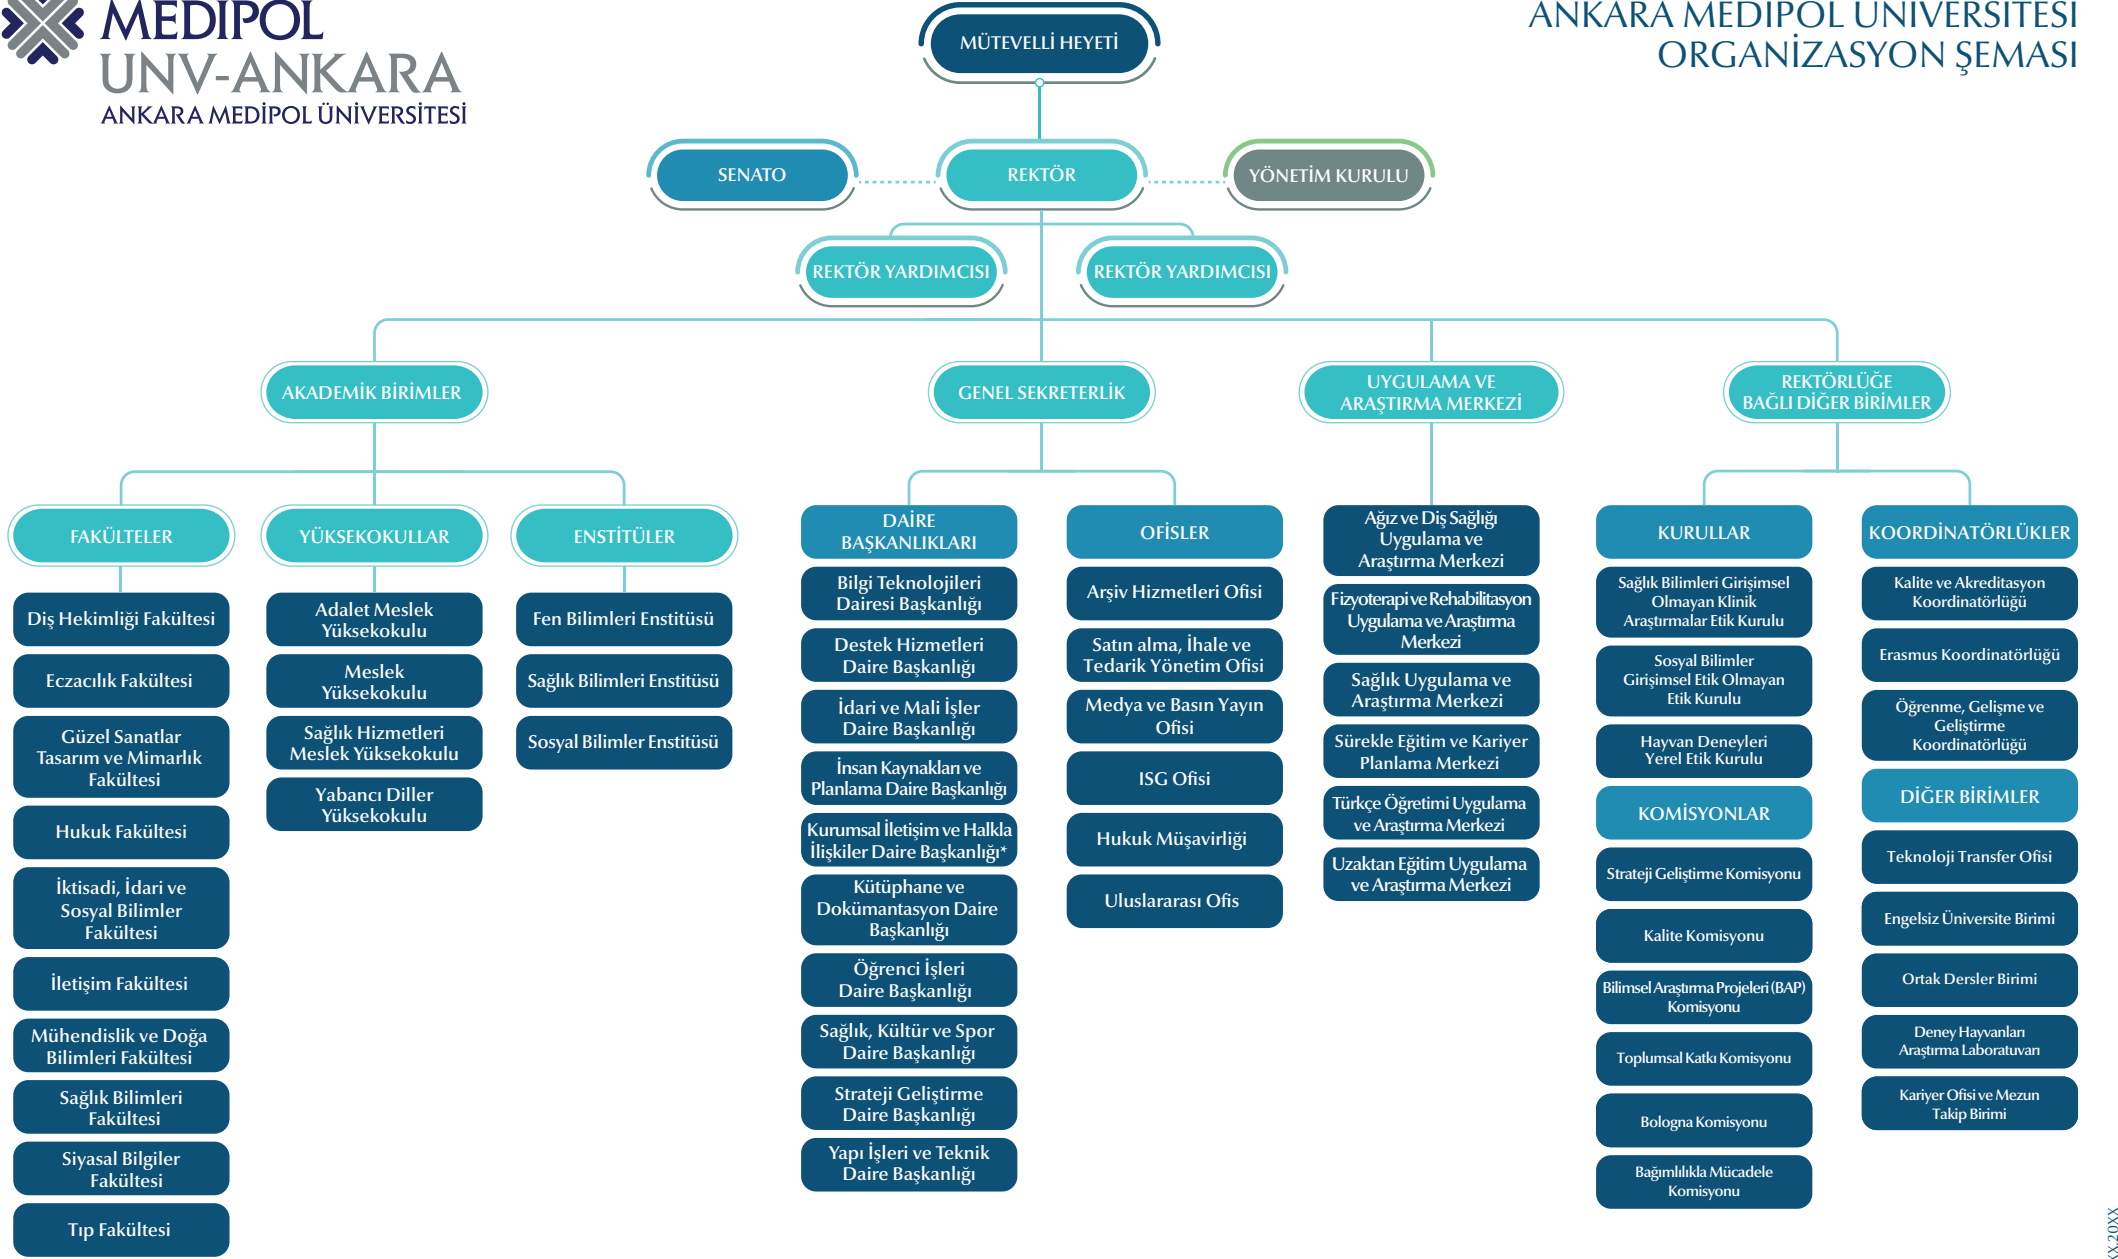 MEDIPOL
UNV-ANKARA
ANKARA MEDİPOL ÜNİVERSİTESİ
ANKARA MEDİPOL ÜNİVERSİTESİ
ORGANİZASYON ŞEMASI
MÜTEVELLİ HEYETİ
SENATO
REKTÖR
YÖNETİM KURULU
REKTÖR YARDIMCISI
REKTÖR YARDIMCISI
AKADEMİK BİRİMLER
GENEL SEKRETERLİK
UYGULAMA VE
ARAŞTIRMA MERKEZİ
REKTÖRLÜĞE
BAĞLI DİĞER BİRİMLER
FAKÜLTELER
Diş Hekimliği Fakültesi
Eczacılık Fakültesi
Güzel Sanatlar
Tasarım ve Mimarlık
Fakültesi
Hukuk Fakültesi
İktisadi, İdari ve
Sosyal Bilimler
Fakültesi
İletişim Fakültesi
Mühendislik ve Doğa
Bilimleri Fakültesi
Sağlık Bilimleri
Fakültesi
Siyasal Bilgiler
Fakültesi
Tıp Fakültesi
YÜKSEKOKULLAR
Adalet Meslek
Yüksekokulu
Meslek
Yüksekokulu
Sağlık Hizmetleri
Meslek Yüksekokulu
Yabancı Diller
Yüksekokulu
ENSTİTÜLER
Fen Bilimleri Enstitüsü
Sağlık Bilimleri Enstitüsü
Sosyal Bilimler Enstitüsü
DAİRE
BAŞKANLIKLARI
Bilgi Teknolojileri
Dairesi Başkanlığı
Destek Hizmetleri
Daire Başkanlığı
İdari ve Mali İşler
Daire Başkanlığı
İnsan Kaynakları ve
Planlama Daire Başkanlığı
Kurumsal İletişim ve Halkla
İlişkiler Daire Başkanlığı*
Kütüphane ve
Dokümantasyon Daire
Başkanlığı
Öğrenci İşleri
Daire Başkanlığı
Sağlık, Kültür ve Spor
Daire Başkanlığı
Strateji Geliştirme
Daire Başkanlığı
Yapı İşleri ve Teknik
Daire Başkanlığı
OFİSLER
Arşiv Hizmetleri Ofisi
Satın alma, İhale ve
Tedarik Yönetim Ofisi
Medya ve Basın Yayın
Ofisi
ISG Ofisi
Hukuk Müşavirliği
Uluslararası Ofis
Ağız ve Diş Sağlığı
Uygulama ve
Araştırma Merkezi
Fizyoterapi ve Rehabilitasyon
Uygulama ve Araştırma
Merkezi
Sağlık Uygulama ve
Araştırma Merkezi
Sürekle Eğitim ve Kariyer
Planlama Merkezi
Türkçe Öğretimi Uygulama
ve Araştırma Merkezi
Uzaktan Eğitim Uygulama
ve Araştırma Merkezi
KURULLAR
Sağlık Bilimleri Girişimsel
Olmayan Klinik
Araştırmalar Etik Kurulu
Sosyal Bilimler
Girişimsel Etik Olmayan
Etik Kurulu
Hayvan Deneyleri
Yerel Etik Kurulu
KOMİSYONLAR
Strateji Geliştirme Komisyonu
Kalite Komisyonu
Bilimsel Araştırma Projeleri (BAP)
Komisyonu
Toplumsal Katkı Komisyonu
Bologna Komisyonu
Bağımlılıkla Mücadele
Komisyonu
KOORDİNATÖRLÜKLER
Kalite ve Akreditasyon
Koordinatörlüğü
Erasmus Koordinatörlüğü
Öğrenme, Gelişme ve
Geliştirme
Koordinatörlüğü
DİĞER BİRİMLER
Teknoloji Transfer Ofisi
Engelsiz Üniversite Birimi
Ortak Dersler Birimi
Deney Hayvanları
Araştırma Laboratuvarı
Kariyer Ofisi ve Mezun
Takip Birimi